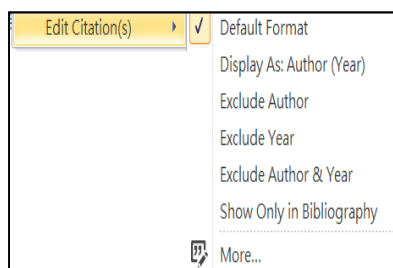 Edit Citation(s)
Default Format
Display As: Author (Year)
Exclude Author
Exclude Year
Exclude Author & Year
Show Only in Bibliography
More...